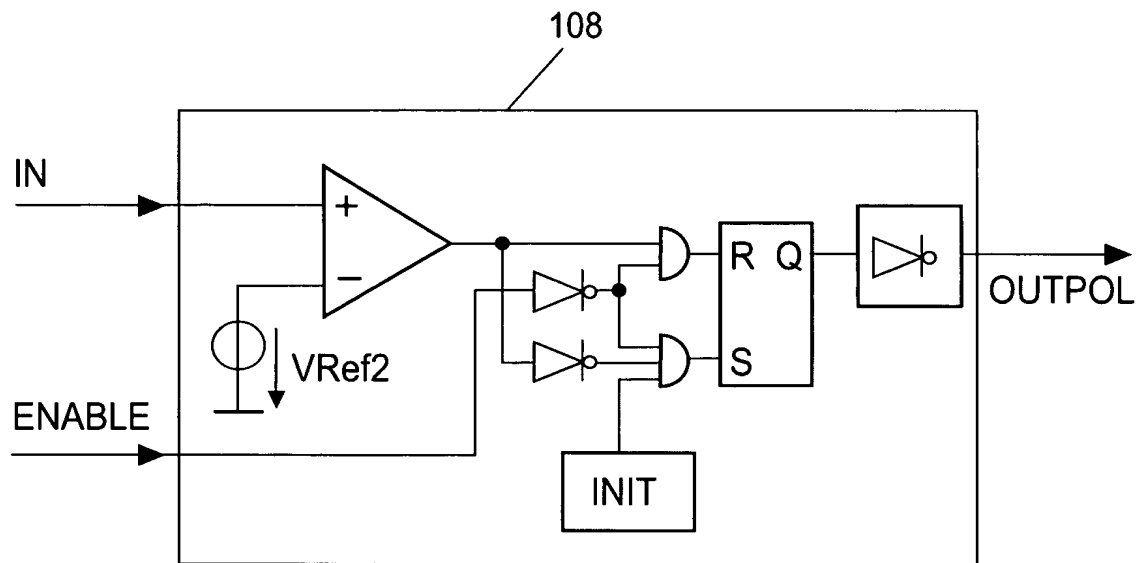 108
IN
+
−
R Q
OUTPOL
S
VRef2
ENABLE
INIT